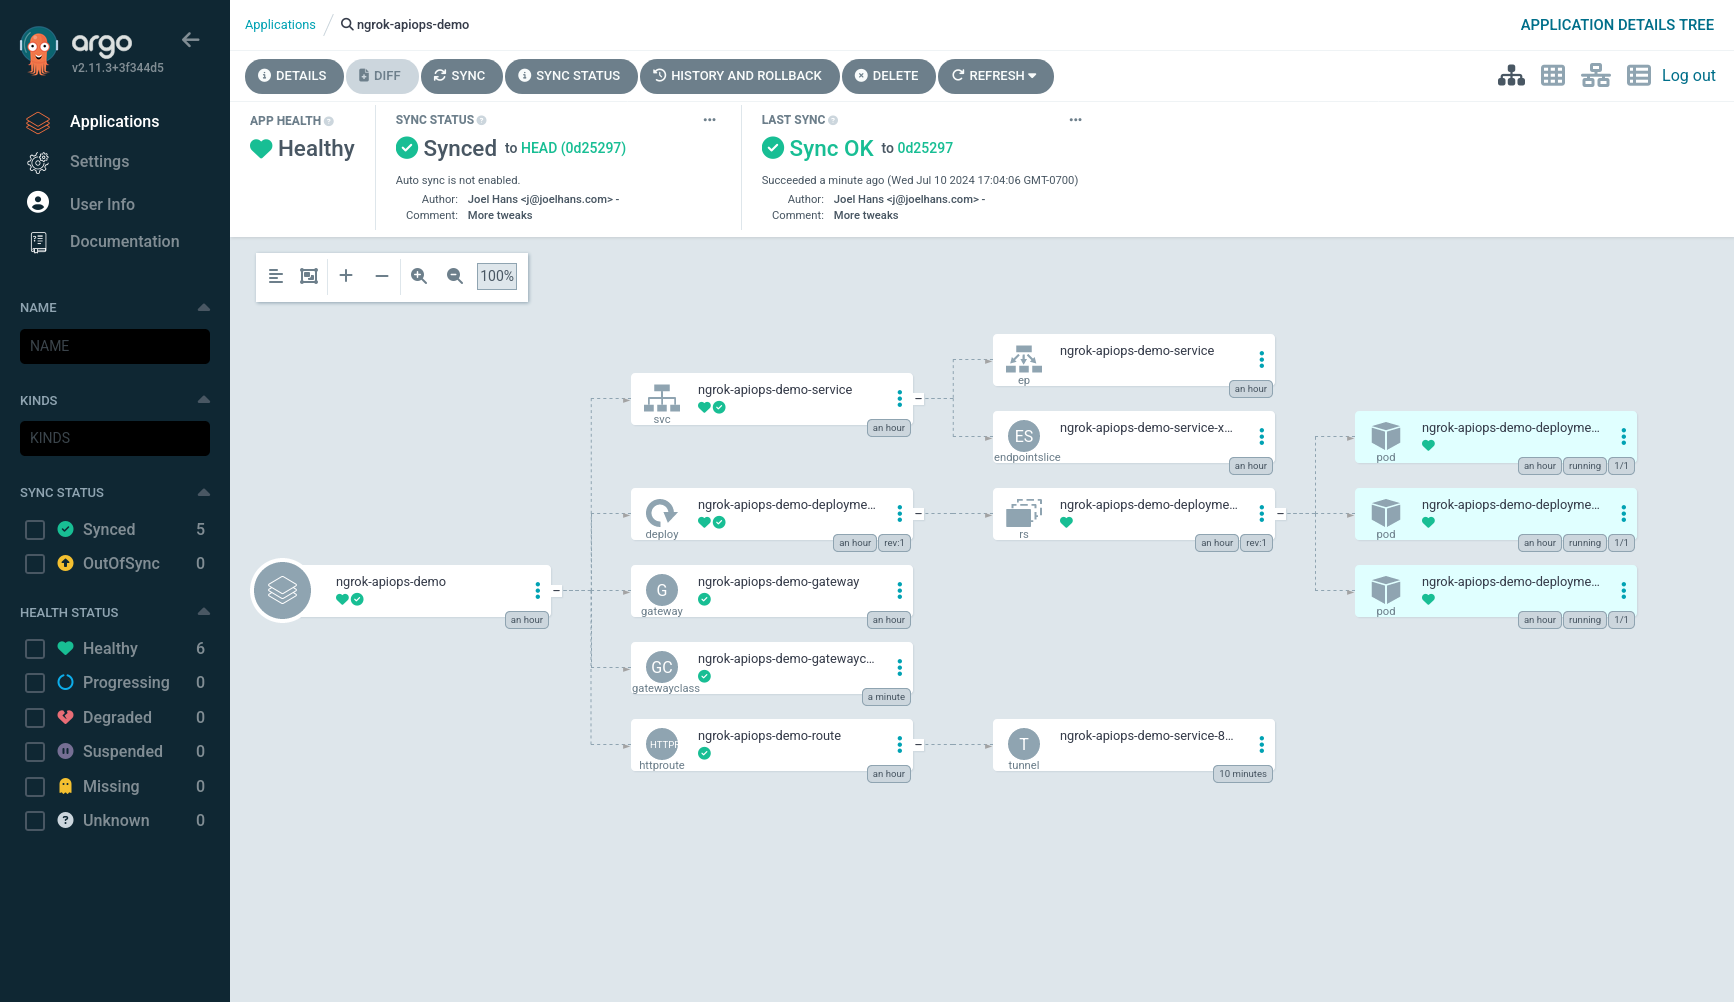 argo
v2.11.3+3f344d5
Applications
Settings
User Info
Documentation
NAME
NAME
KINDS
KINDS
SYNC STATUS
Synced 5
OutOfSync 0
HEALTH STATUS
Healthy 6
Progressing 0
Degraded 0
Suspended 0
Missing 0
Unknown 0
Applications / ngrok-apiops-demo
APPLICATION DETAILS TREE
DETAILS DIFF SYNC SYNC STATUS HISTORY AND ROLLBACK DELETE REFRESH
Log out
APP HEALTH
Healthy
SYNC STATUS
Synced to HEAD (0d25297)
Auto sync is not enabled.
Author: Joel Hans <j@joelhans.com> -
Comment: More tweaks
LAST SYNC
Sync OK to 0d25297
Succeeded a minute ago (Wed Jul 10 2024 17:04:06 GMT-0700)
Author: Joel Hans <j@joelhans.com> -
Comment: More tweaks
100%
ngrok-apiops-demo
an hour
ngrok-apiops-demo-service
svc
an hour
ngrok-apiops-demo-deployme...
deploy
an hour rev:1
G
ngrok-apiops-demo-gateway
gateway
an hour
GC
ngrok-apiops-demo-gatewayc...
gatewayclass
a minute
HTTPR
ngrok-apiops-demo-route
httproute
an hour
ngrok-apiops-demo-service
ep
an hour
ES
ngrok-apiops-demo-service-x...
endpointslice
an hour
ngrok-apiops-demo-deployme...
rs
an hour rev:1
T
ngrok-apiops-demo-service-8...
tunnel
10 minutes
ngrok-apiops-demo-deployme...
pod
an hour running 1/1
ngrok-apiops-demo-deployme...
pod
an hour running 1/1
ngrok-apiops-demo-deployme...
pod
an hour running 1/1